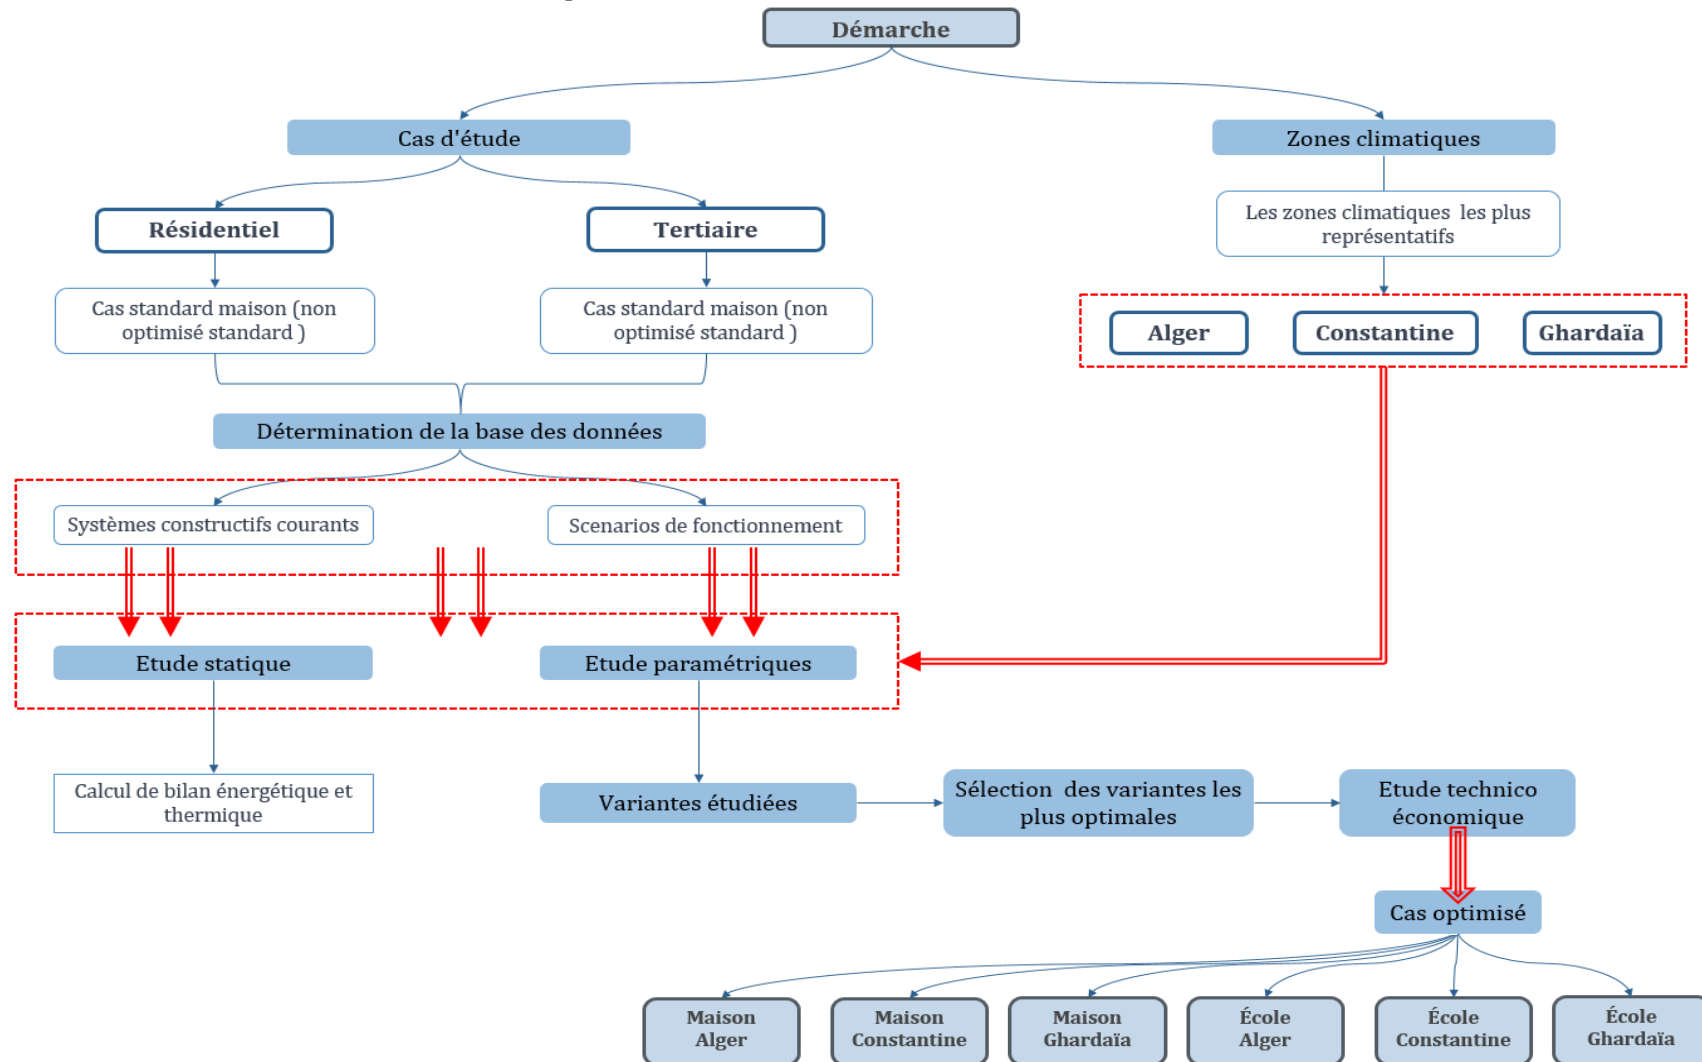 Démarche
Cas d'étude
Zones climatiques
Résidentiel
Tertiaire
Les zones climatiques les plus
représentatifs
Cas standard maison (non
optimisé standard )
Cas standard maison (non
optimisé standard )
Alger
Constantine
Ghardaïa
Détermination de la base des données
Systèmes constructifs courants
Scenarios de fonctionnement
Etude statique
Etude paramétriques
Calcul de bilan énergétique et
thermique
Variantes étudiées
Sélection des variantes les
plus optimales
Etude technico
économique
Cas optimisé
Maison
Alger
Maison
Constantine
Maison
Ghardaïa
École
Alger
École
Constantine
École
Ghardaïa